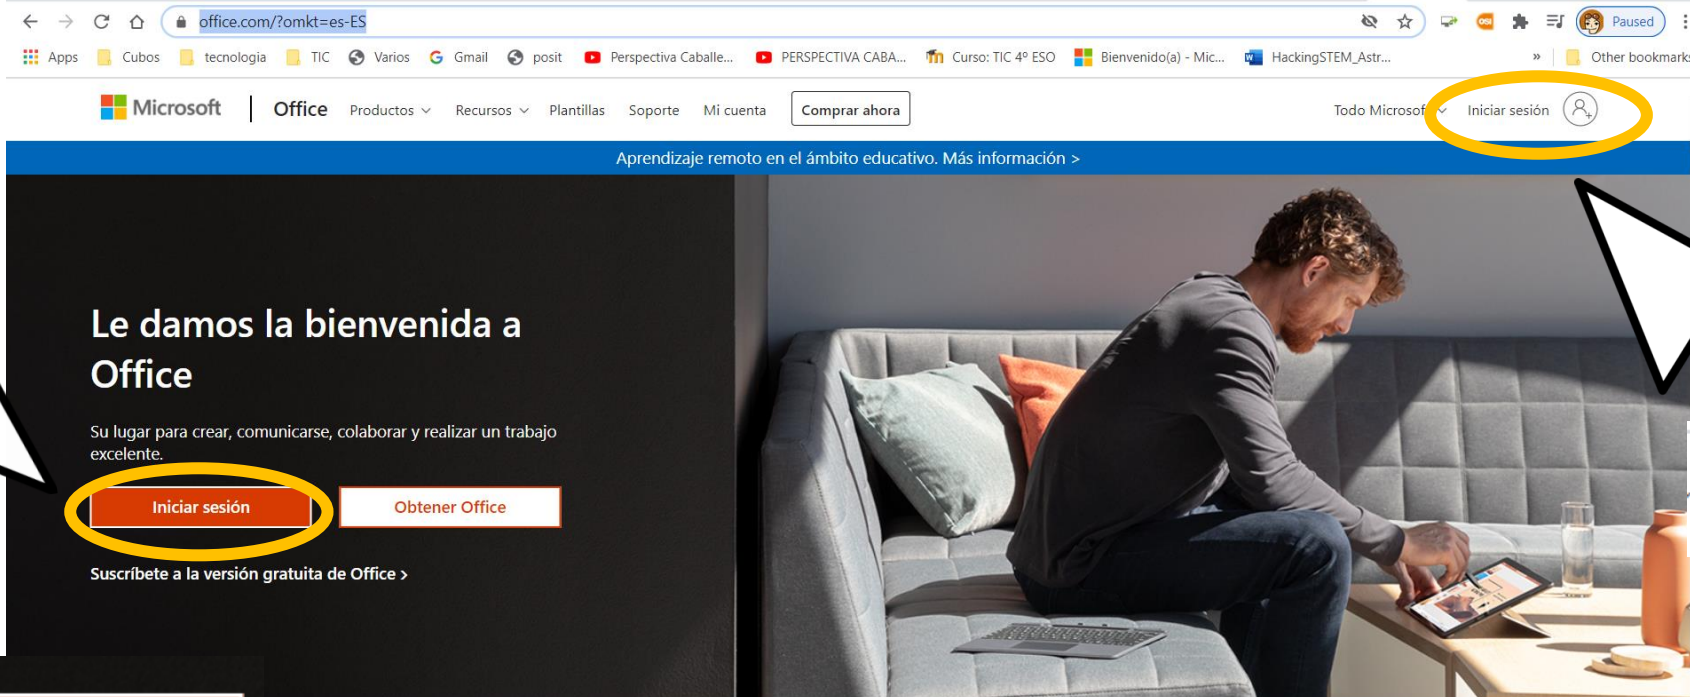 office.com/?omkt=es-ES
Paused
Apps Cubos tecnologia TIC Varios Gmail posit Perspectiva Caballe... PERSPECTIVA CABA... Curso: TIC 4º ESO Bienvenido(a) - Mic... HackingSTEM_Astr... » Other bookmarks
Microsoft | Office Productos Recursos Plantillas Soporte Mi cuenta Comprar ahora Todo Microsoft Iniciar sesión
Aprendizaje remoto en el ámbito educativo. Más información >
Le damos la bienvenida a
Office
Su lugar para crear, comunicarse, colaborar y realizar un trabajo
excelente.
Iniciar sesión Obtener Office
Suscríbete a la versión gratuita de Office >